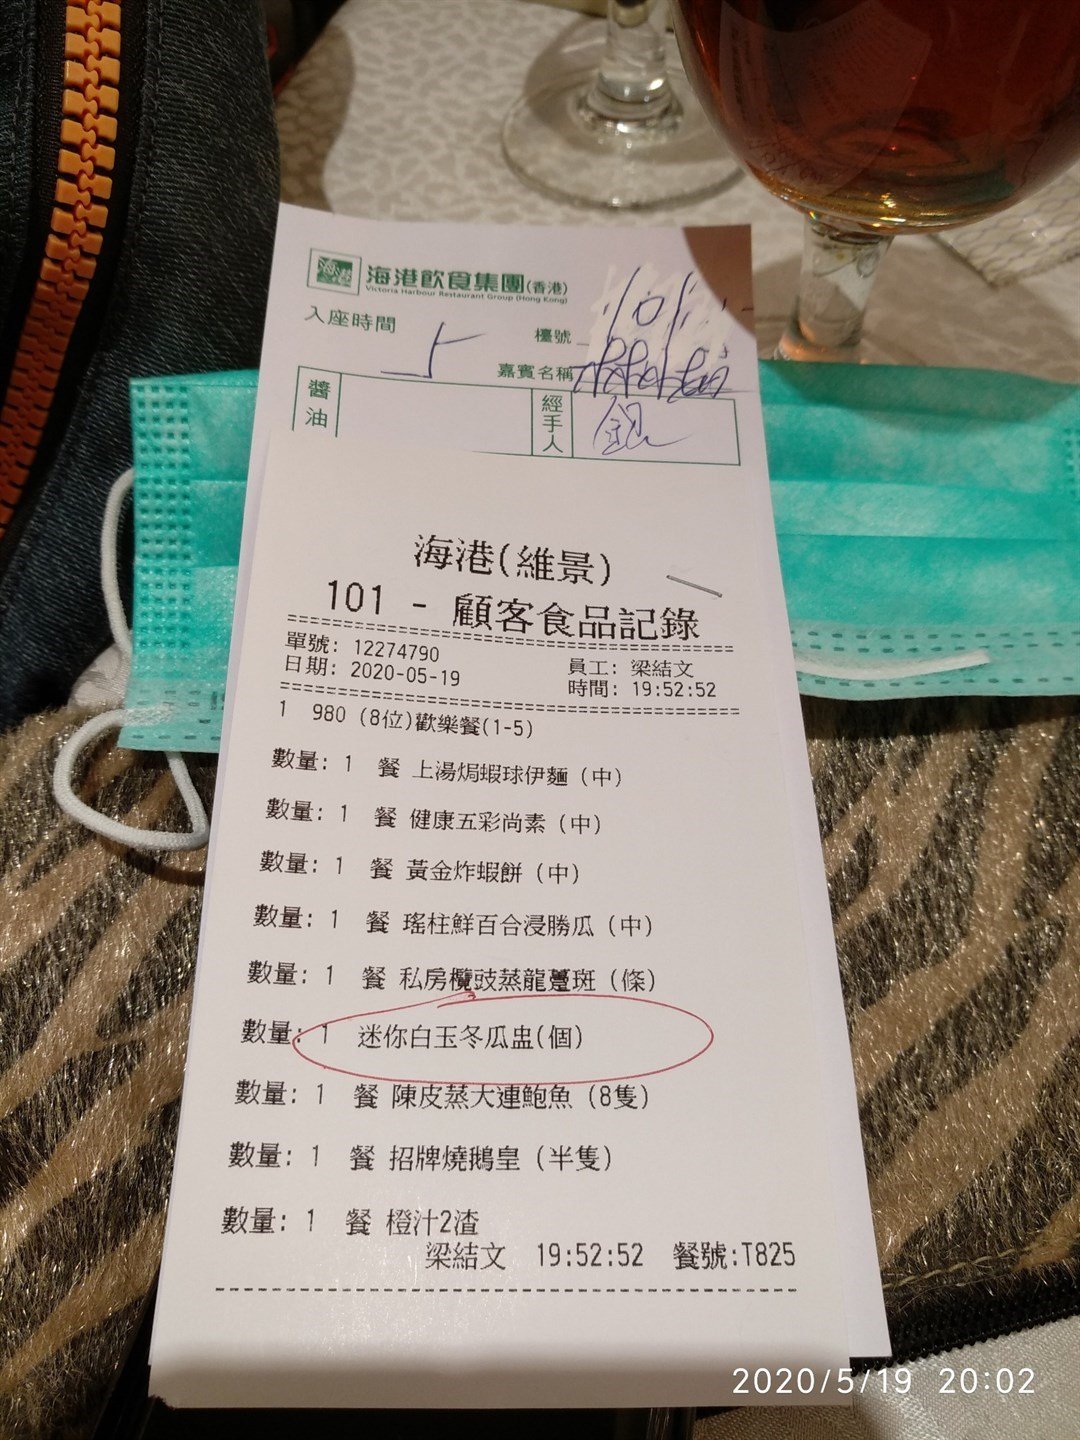 海港飲食集團(香港)
Victoria Harbour Restaurant Group (Hong Kong)
入座時間
檯號 101
嘉賓名稱
醬油
經手人 銀
海港(維景)
101 - 顧客食品記錄
單號: 12274790
員工: 梁結文
日期: 2020-05-19
時間: 19:52:52
1 980 (8位)歡樂餐(1-5)
數量: 1 餐 上湯焗蝦球伊麵 (中)
數量: 1 餐 健康五彩尚素 (中)
數量: 1 餐 黃金炸蝦餅 (中)
數量: 1 餐 瑤柱鮮百合浸勝瓜 (中)
數量: 1 餐 私房欖豉蒸龍躉斑 (條)
數量: 1 迷你白玉冬瓜盅(個)
數量: 1 餐 陳皮蒸大連鮑魚 (8隻)
數量: 1 餐 招牌燒鵝皇 (半隻)
數量: 1 餐 橙汁2渣
梁結文 19:52:52 餐號:T825
2020/5/19 20:02